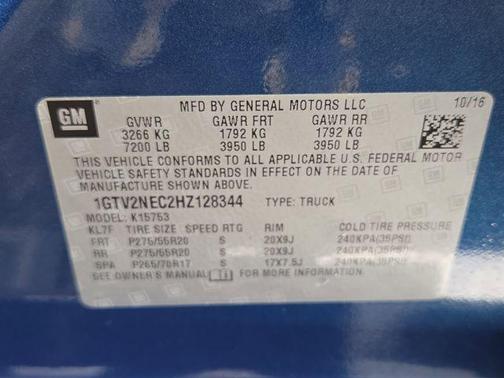 GM
MFD BY GENERAL MOTORS LLC 10/16
GVWR GAWR FRT GAWR RR
3266 KG 1792 KG 1792 KG
7200 LB 3950 LB 3950 LB
THIS VEHICLE CONFORMS TO ALL APPLICABLE U.S. FEDERAL MOTOR
VEHICLE SAFETY STANDARDS IN EFFECT ON THE DATE OF
MANUFACTURE SHOWN ABOVE.
1GTV2NEC2HZ128344 TYPE: TRUCK
MODEL: K15753
KL7F TIRE SIZE SPEED RTG RIM COLD TIRE PRESSURE
FRT P275/55R20 S 20X9J 240KPA(35PSI)
RR P275/55R20 S 20X9J 240KPA(35PSI)
SPA P265/70R17 S 17X7.5J 240KPA(35PSI)
SEE OWNER'S MANUAL FOR MORE INFORMATION.